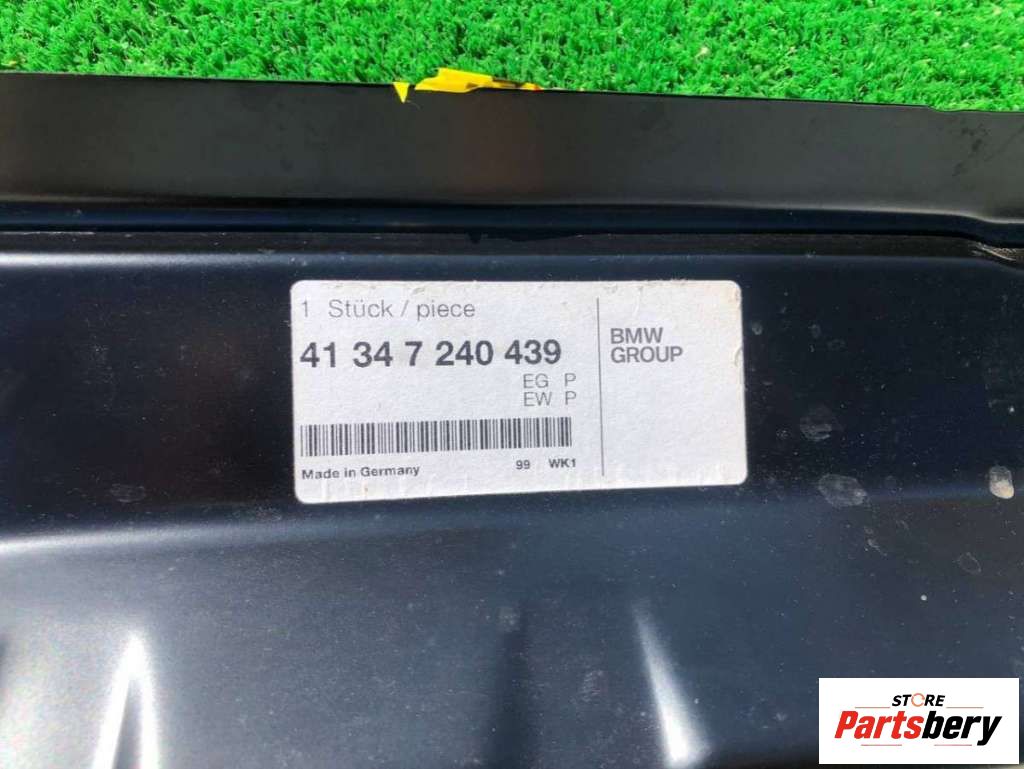 1 Stück / piece
41 34 7 240 439
EG P
EW P
Made in Germany 99 WK1
BMW
GROUP
STORE
Partsbery